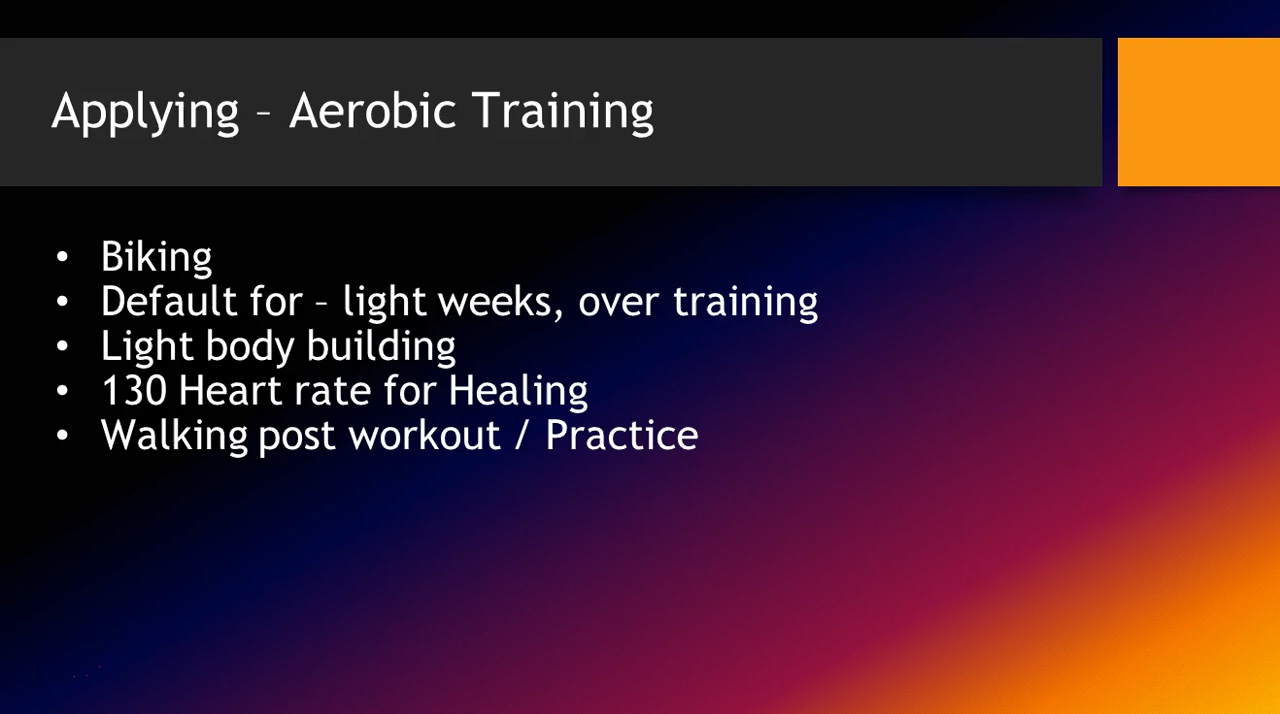 Applying – Aerobic Training
• Biking
• Default for – light weeks, over training
• Light body building
• 130 Heart rate for Healing
• Walking post workout / Practice